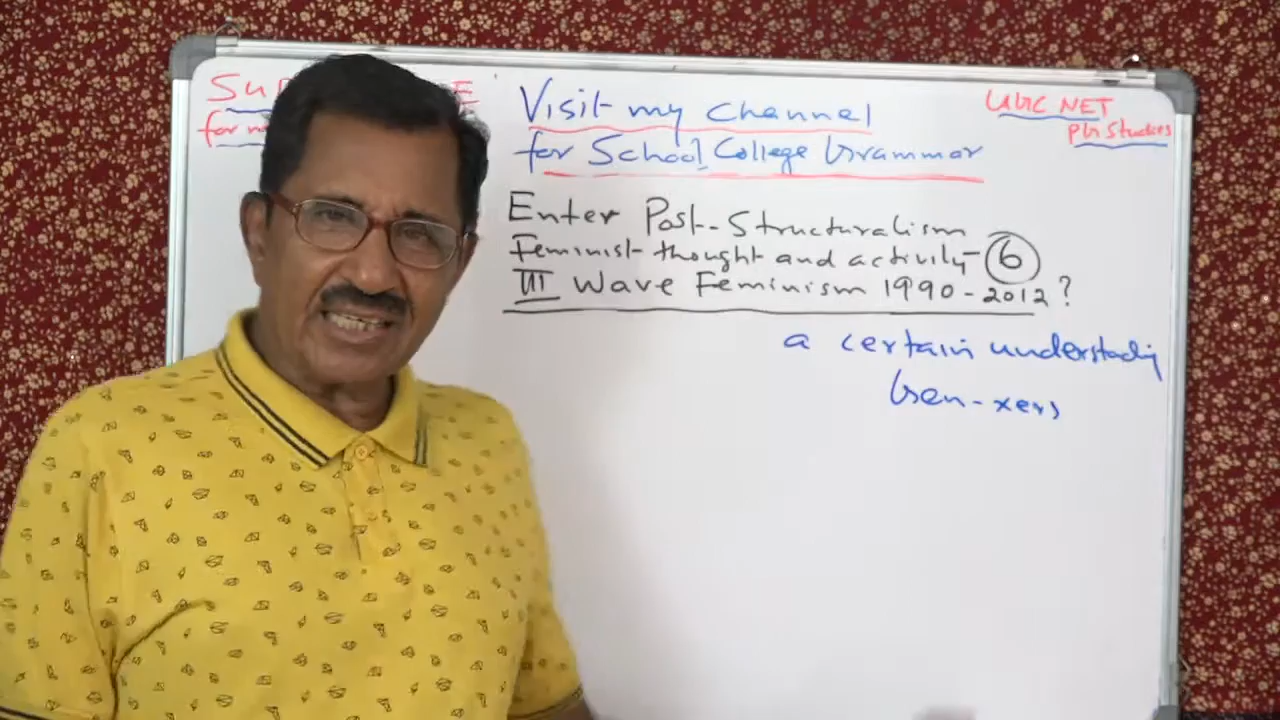 Visit my channel
for School, College Grammar
UGC NET
Ph Studies
Enter Post-Structuralism
Feminist thought and activity - 6
III Wave Feminism 1990-2012?
a certain understanding
Gen-xers